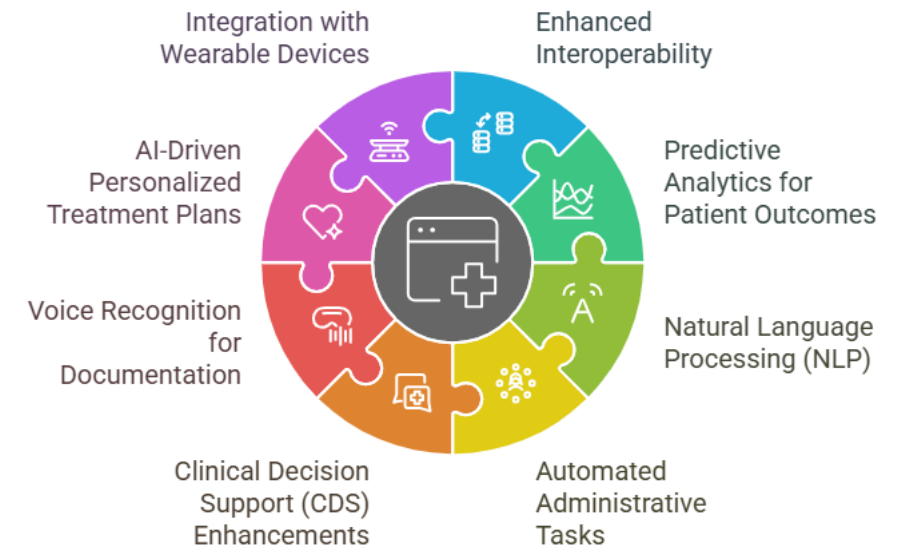 Integration with
Wearable Devices
Enhanced
Interoperability
AI-Driven
Personalized
Treatment Plans
Predictive
Analytics for
Patient Outcomes
Voice Recognition
for
Documentation
Natural Language
Processing (NLP)
Clinical Decision
Support (CDS)
Enhancements
Automated
Administrative
Tasks